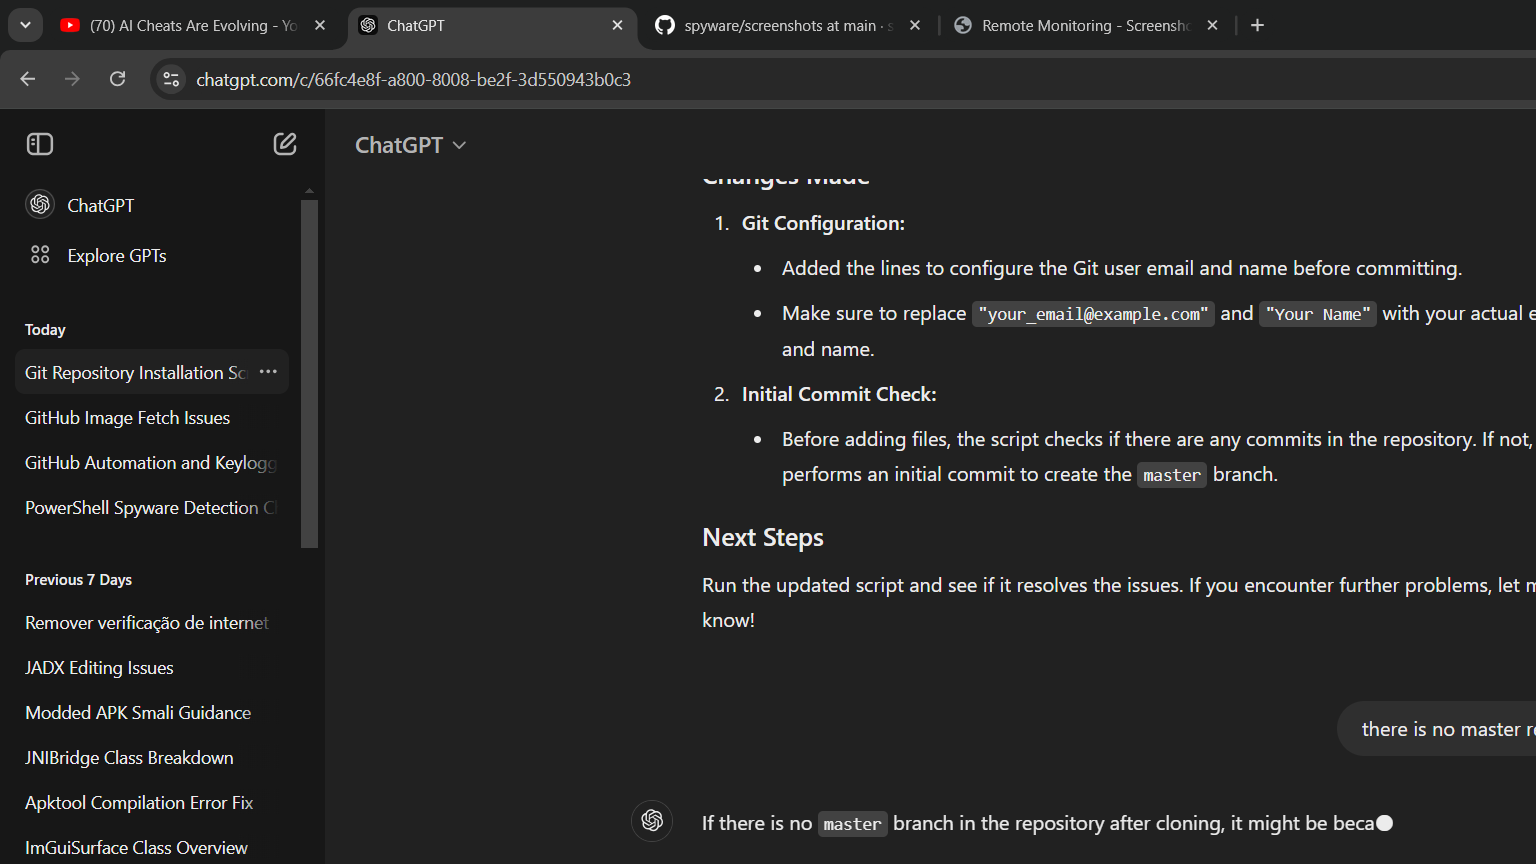 (70) AI Cheats Are Evolving - Yo
ChatGPT
spyware/screenshots at main · s
Remote Monitoring - Screensho
chatgpt.com/c/66fc4e8f-a800-8008-be2f-3d550943b0c3
ChatGPT
Explore GPTs
Today
Git Repository Installation Sc
GitHub Image Fetch Issues
GitHub Automation and Keylogg
PowerShell Spyware Detection C
Previous 7 Days
Remover verificação de internet
JADX Editing Issues
Modded APK Smali Guidance
JNIBridge Class Breakdown
Apktool Compilation Error Fix
ImGuiSurface Class Overview
ChatGPT
Changes Made
1. Git Configuration:
• Added the lines to configure the Git user email and name before committing.
• Make sure to replace "your_email@example.com" and "Your Name" with your actual e
and name.
2. Initial Commit Check:
• Before adding files, the script checks if there are any commits in the repository. If not,
performs an initial commit to create the master branch.
Next Steps
Run the updated script and see if it resolves the issues. If you encounter further problems, let m
know!
there is no master re
If there is no master branch in the repository after cloning, it might be beca